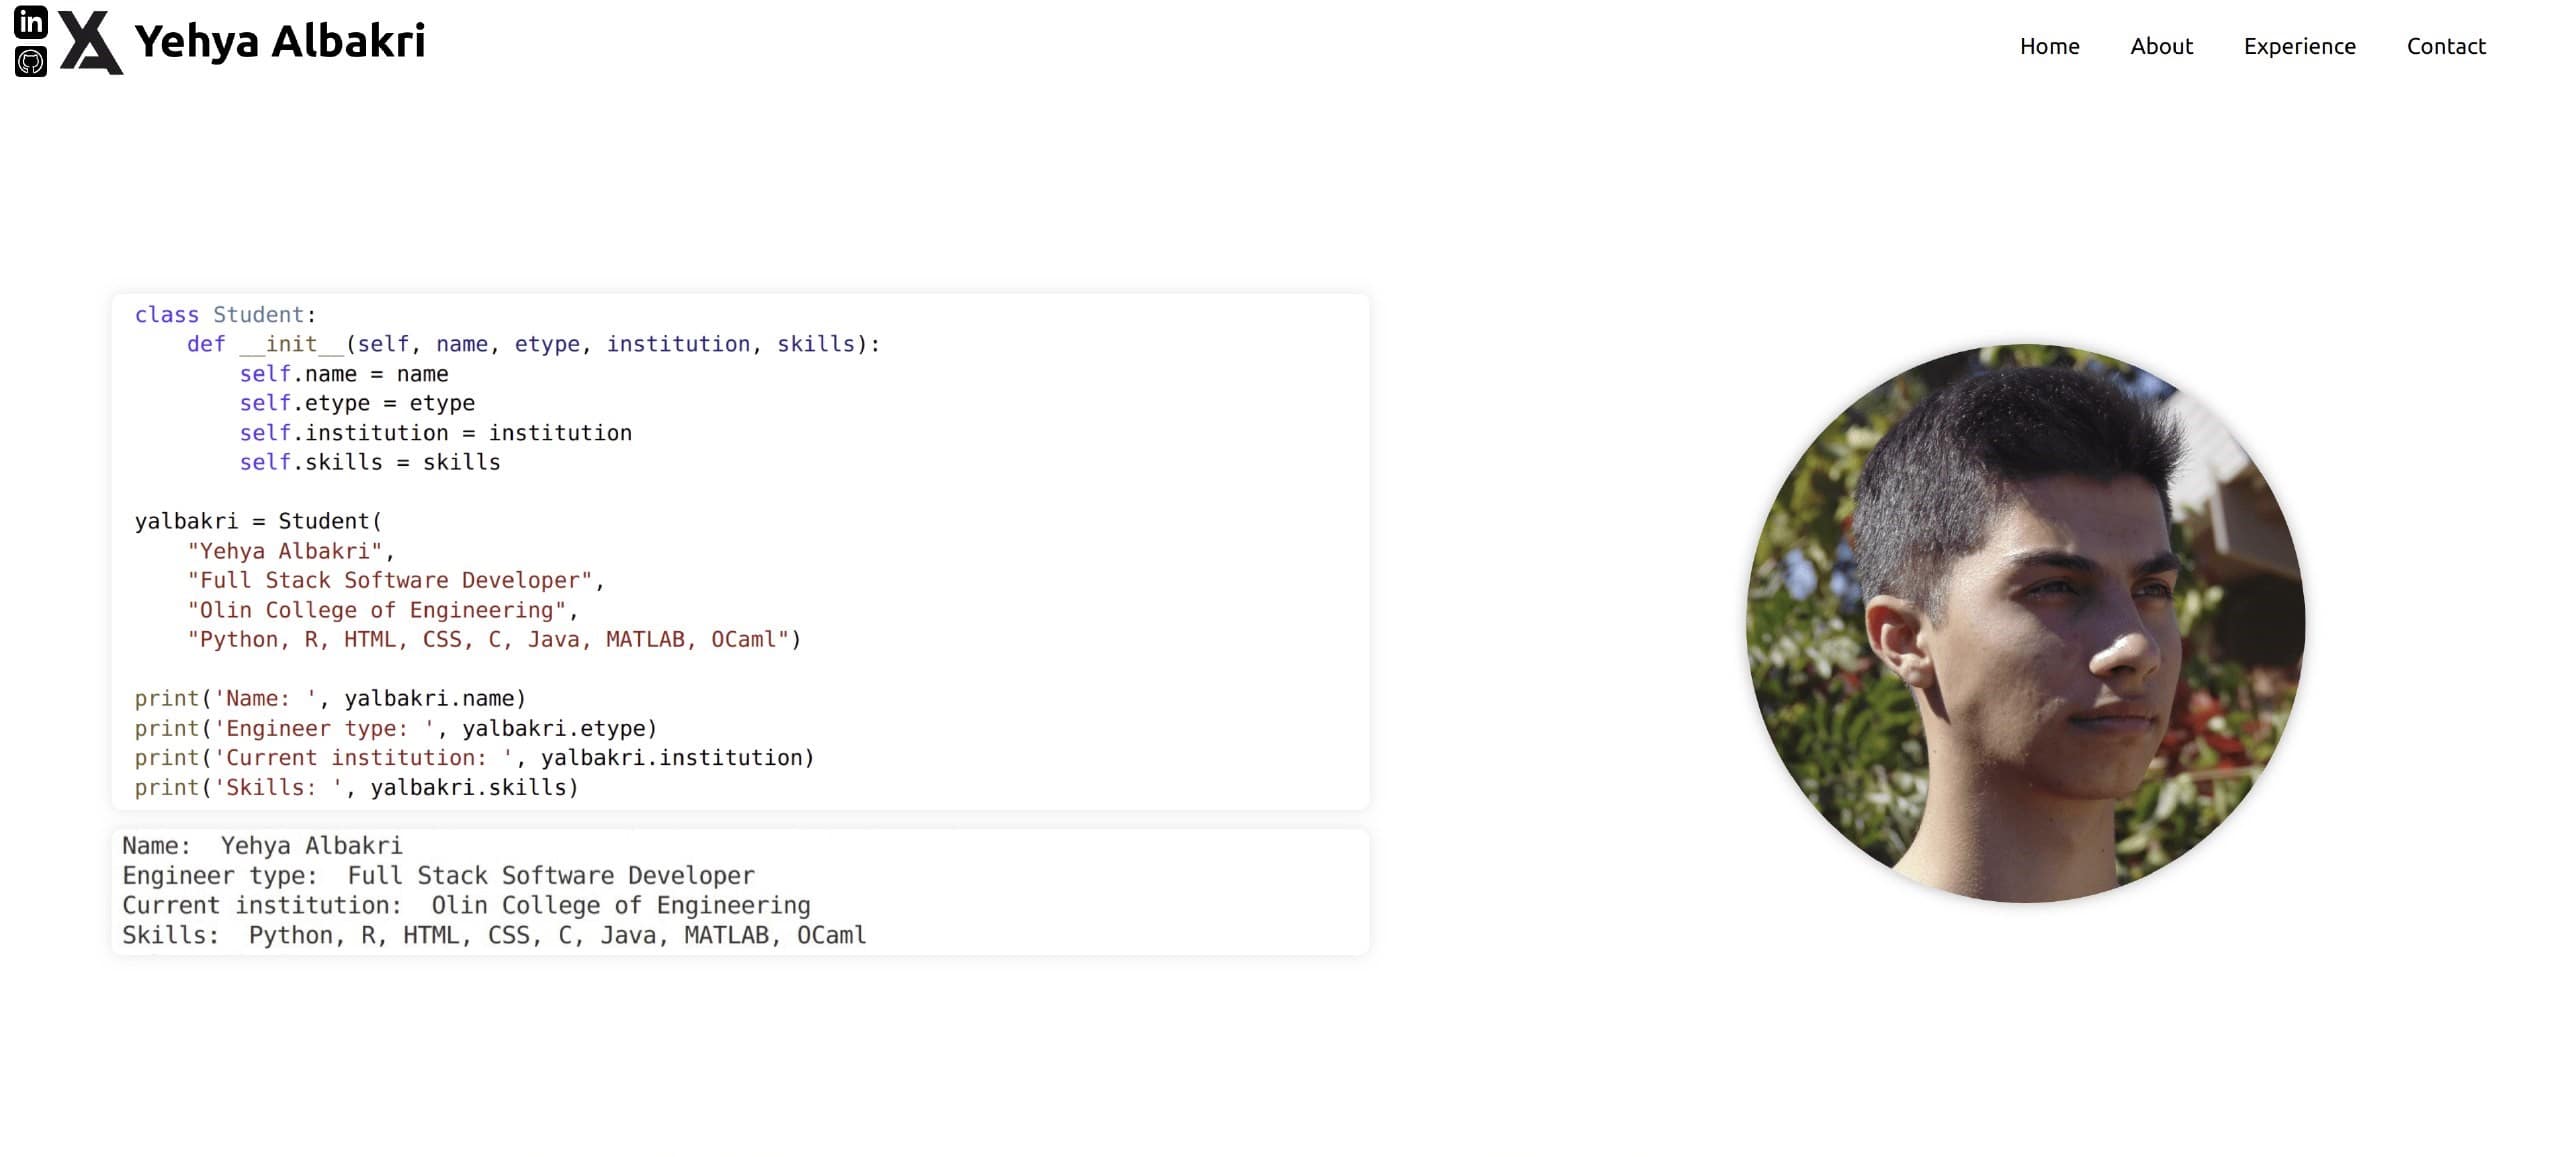 in
YA Yehya Albakri
Home About Experience Contact
class Student:
    def __init__(self, name, etype, institution, skills):
        self.name = name
        self.etype = etype
        self.institution = institution
        self.skills = skills
yalbakri = Student(
    "Yehya Albakri",
    "Full Stack Software Developer",
    "Olin College of Engineering",
    "Python, R, HTML, CSS, C, Java, MATLAB, OCaml")
print('Name: ', yalbakri.name)
print('Engineer type: ', yalbakri.etype)
print('Current institution: ', yalbakri.institution)
print('Skills: ', yalbakri.skills)
Name:  Yehya Albakri
Engineer type:  Full Stack Software Developer
Current institution:  Olin College of Engineering
Skills:  Python, R, HTML, CSS, C, Java, MATLAB, OCaml